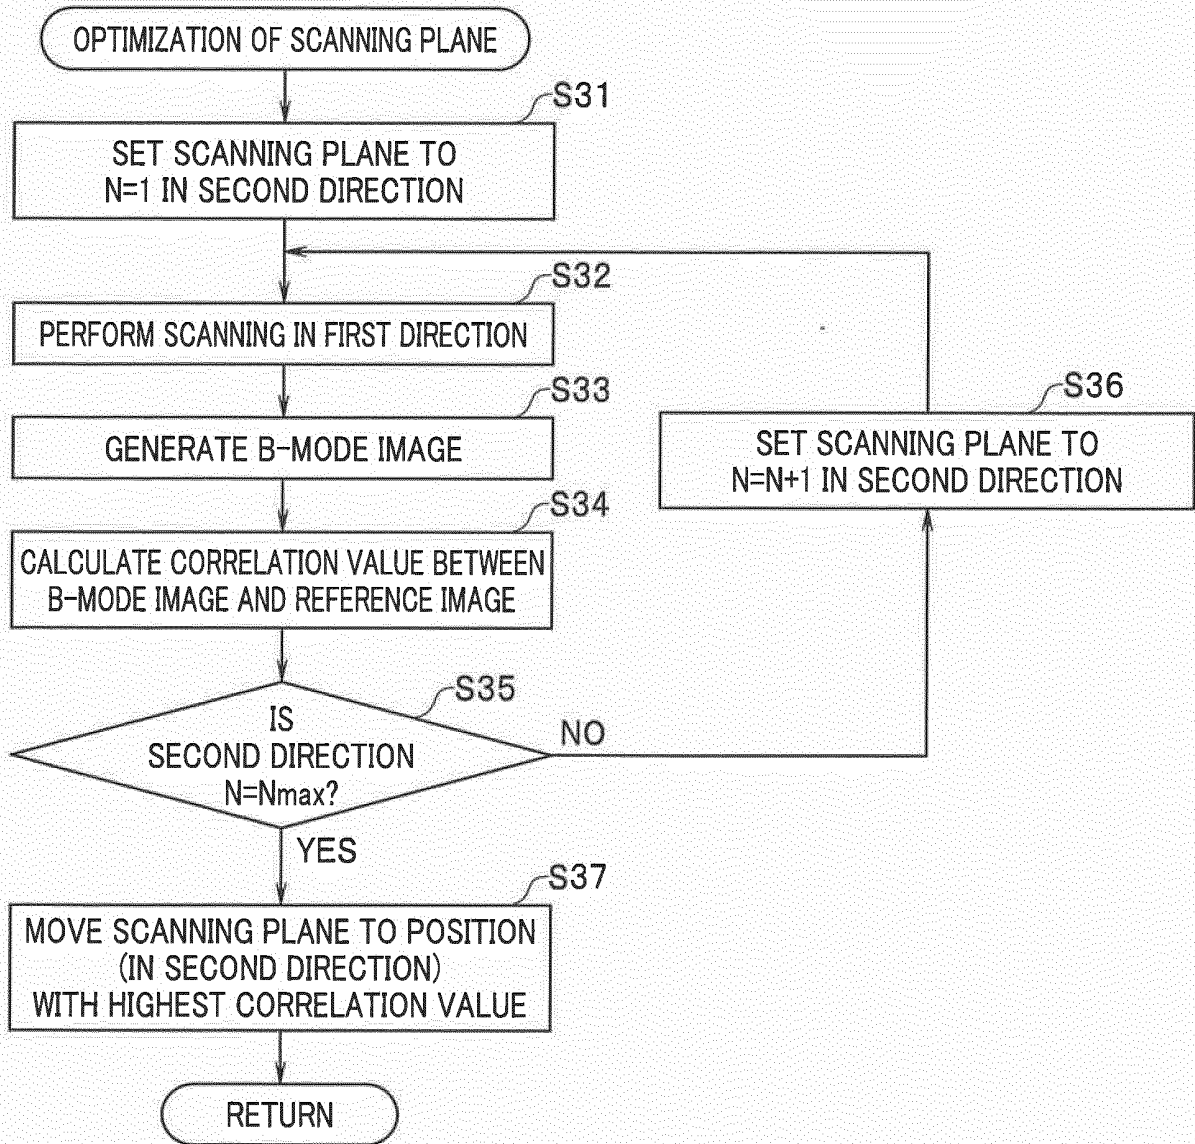 OPTIMIZATION OF SCANNING PLANE
S31
SET SCANNING PLANE TO
N=1 IN SECOND DIRECTION
S32
PERFORM SCANNING IN FIRST DIRECTION
S33
GENERATE B-MODE IMAGE
S36
SET SCANNING PLANE TO
N=N+1 IN SECOND DIRECTION
S34
CALCULATE CORRELATION VALUE BETWEEN
B-MODE IMAGE AND REFERENCE IMAGE
S35
IS
SECOND DIRECTION
N=Nmax?
NO
YES
S37
MOVE SCANNING PLANE TO POSITION
(IN SECOND DIRECTION)
WITH HIGHEST CORRELATION VALUE
RETURN